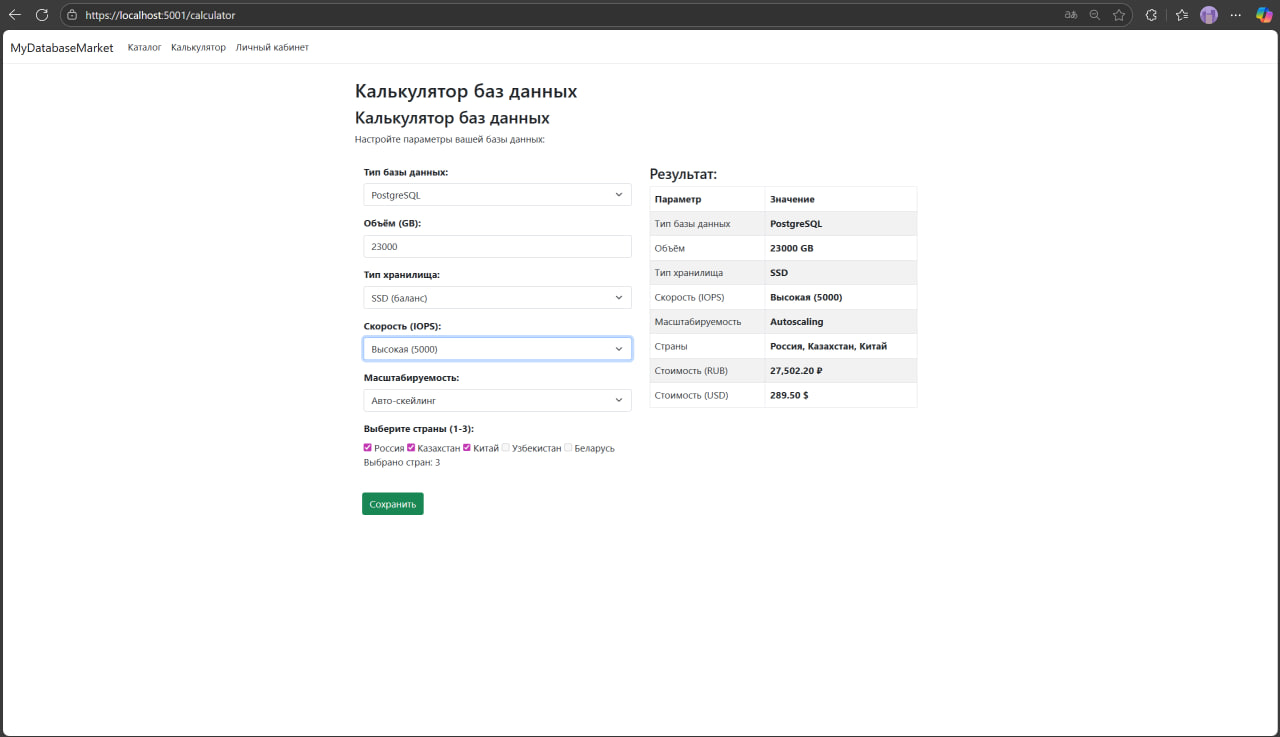 https://localhost:5001/calculator
MyDatabaseMarket Каталог Калькулятор Личный кабинет
Калькулятор баз данных
Калькулятор баз данных
Настройте параметры вашей базы данных:
Тип базы данных:
PostgreSQL
Объём (GB):
23000
Тип хранилища:
SSD (баланс)
Скорость (IOPS):
Высокая (5000)
Масштабируемость:
Авто-скейлинг
Выберите страны (1-3):
Россия Казахстан Китай Узбекистан Беларусь
Выбрано стран: 3
Сохранить
Результат:
Параметр Значение
Тип базы данных PostgreSQL
Объём 23000 GB
Тип хранилища SSD
Скорость (IOPS) Высокая (5000)
Масштабируемость Autoscaling
Страны Россия, Казахстан, Китай
Стоимость (RUB) 27,502.20 ₽
Стоимость (USD) 289.50 $